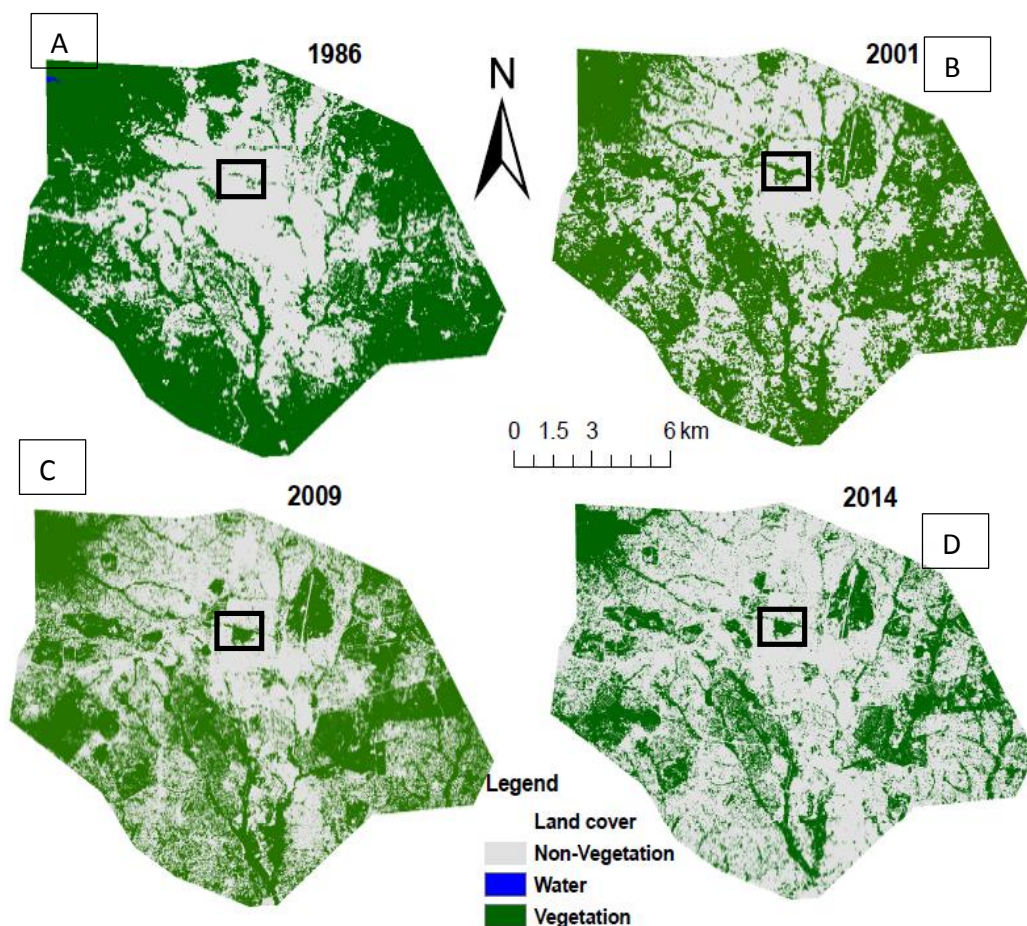 A
1986
N
2001
B
0 1.5 3 6 km
C
2009
2014
D
Legend
Land cover
Non-Vegetation
Water
Vegetation